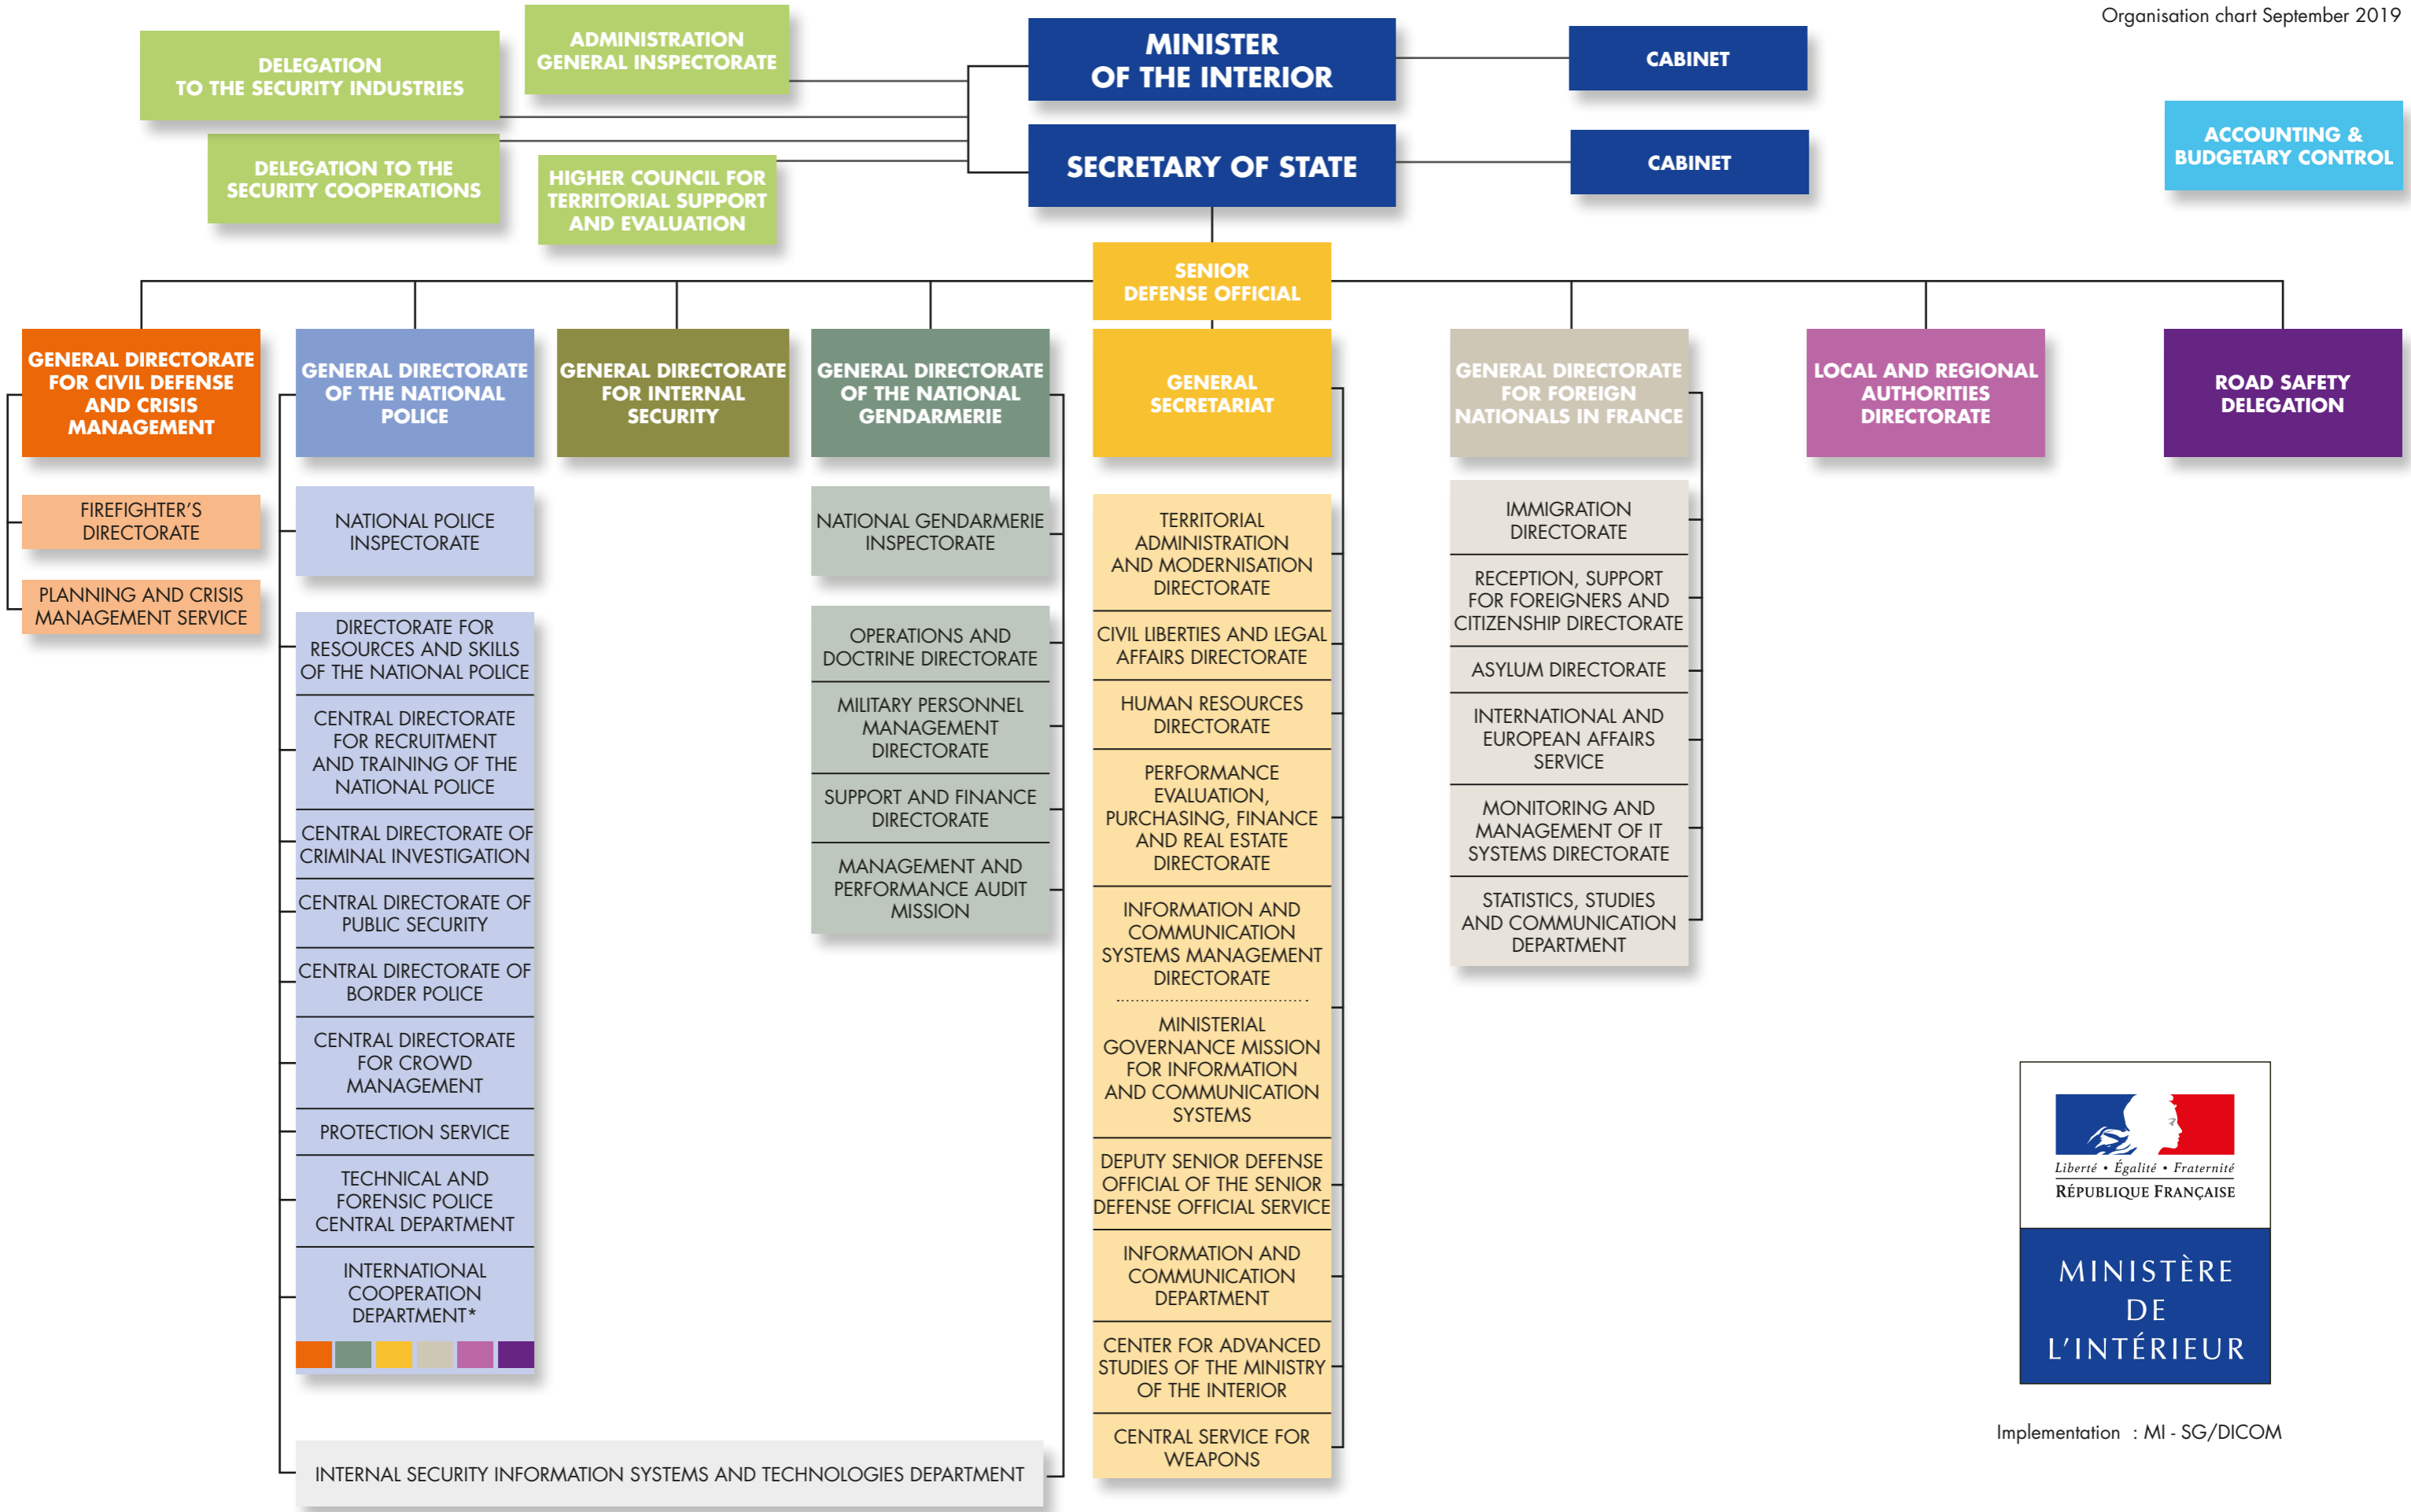 Organisation chart September 2019
DELEGATION
TO THE SECURITY INDUSTRIES
ADMINISTRATION
GENERAL INSPECTORATE
MINISTER
OF THE INTERIOR
CABINET
DELEGATION TO THE
SECURITY COOPERATIONS
HIGHER COUNCIL FOR
TERRITORIAL SUPPORT
AND EVALUATION
SECRETARY OF STATE
CABINET
ACCOUNTING &
BUDGETARY CONTROL
SENIOR
DEFENSE OFFICIAL
GENERAL DIRECTORATE
FOR CIVIL DEFENSE
AND CRISIS
MANAGEMENT
FIREFIGHTER'S
DIRECTORATE
PLANNING AND CRISIS
MANAGEMENT SERVICE
GENERAL DIRECTORATE
OF THE NATIONAL
POLICE
NATIONAL POLICE
INSPECTORATE
DIRECTORATE FOR
RESOURCES AND SKILLS
OF THE NATIONAL POLICE
CENTRAL DIRECTORATE
FOR RECRUITMENT
AND TRAINING OF THE
NATIONAL POLICE
CENTRAL DIRECTORATE OF
CRIMINAL INVESTIGATION
CENTRAL DIRECTORATE OF
PUBLIC SECURITY
CENTRAL DIRECTORATE OF
BORDER POLICE
CENTRAL DIRECTORATE
FOR CROWD
MANAGEMENT
PROTECTION SERVICE
TECHNICAL AND
FORENSIC POLICE
CENTRAL DEPARTMENT
INTERNATIONAL
COOPERATION
DEPARTMENT*
GENERAL DIRECTORATE
FOR INTERNAL
SECURITY
GENERAL DIRECTORATE
OF THE NATIONAL
GENDARMERIE
NATIONAL GENDARMERIE
INSPECTORATE
OPERATIONS AND
DOCTRINE DIRECTORATE
MILITARY PERSONNEL
MANAGEMENT
DIRECTORATE
SUPPORT AND FINANCE
DIRECTORATE
MANAGEMENT AND
PERFORMANCE AUDIT
MISSION
INTERNAL SECURITY INFORMATION SYSTEMS AND TECHNOLOGIES DEPARTMENT
GENERAL
SECRETARIAT
TERRITORIAL
ADMINISTRATION
AND MODERNISATION
DIRECTORATE
CIVIL LIBERTIES AND LEGAL
AFFAIRS DIRECTORATE
HUMAN RESOURCES
DIRECTORATE
PERFORMANCE
EVALUATION,
PURCHASING, FINANCE
AND REAL ESTATE
DIRECTORATE
INFORMATION AND
COMMUNICATION
SYSTEMS MANAGEMENT
DIRECTORATE
MINISTERIAL
GOVERNANCE MISSION
FOR INFORMATION
AND COMMUNICATION
SYSTEMS
DEPUTY SENIOR DEFENSE
OFFICIAL OF THE SENIOR
DEFENSE OFFICIAL SERVICE
INFORMATION AND
COMMUNICATION
DEPARTMENT
CENTER FOR ADVANCED
STUDIES OF THE MINISTRY
OF THE INTERIOR
CENTRAL SERVICE FOR
WEAPONS
GENERAL DIRECTORATE
FOR FOREIGN
NATIONALS IN FRANCE
IMMIGRATION
DIRECTORATE
RECEPTION, SUPPORT
FOR FOREIGNERS AND
CITIZENSHIP DIRECTORATE
ASYLUM DIRECTORATE
INTERNATIONAL AND
EUROPEAN AFFAIRS
SERVICE
MONITORING AND
MANAGEMENT OF IT
SYSTEMS DIRECTORATE
STATISTICS, STUDIES
AND COMMUNICATION
DEPARTMENT
LOCAL AND REGIONAL
AUTHORITIES
DIRECTORATE
ROAD SAFETY
DELEGATION
Liberté • Égalité • Fraternité
RÉPUBLIQUE FRANÇAISE
MINISTÈRE
DE
L'INTÉRIEUR
Implementation : MI - SG/DICOM